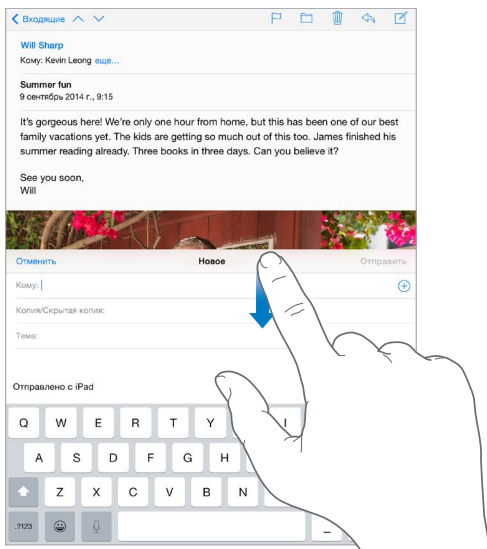 Входящие
Will Sharp
Кому: Kevin Leong еще...
Summer fun
9 сентябрь 2014 г., 9:15
It's gorgeous here! We're only one hour from home, but this has been one of our best
family vacations yet. The kids are getting so much out of this too. James finished his
summer reading already. Three books in three days. Can you believe it?
See you soon,
Will
Отменить Новое Отправить
Кому:
Копия/Скрытая копия:
Тема:
Отправлено с iPad
Q W E R T Y I
A S D F G H
Z X C V B N
.?123